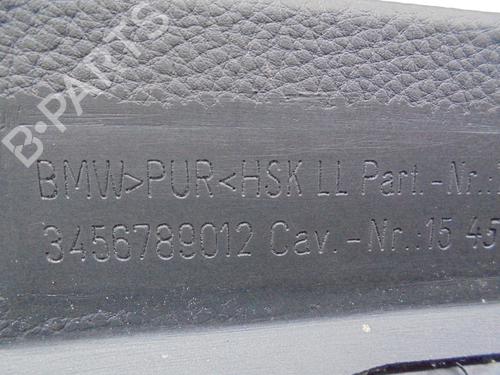 B-PARTS
BMW>PUR<HSK LL Part.-Nr.:
3456789012 Cav.-Nr.:15 45